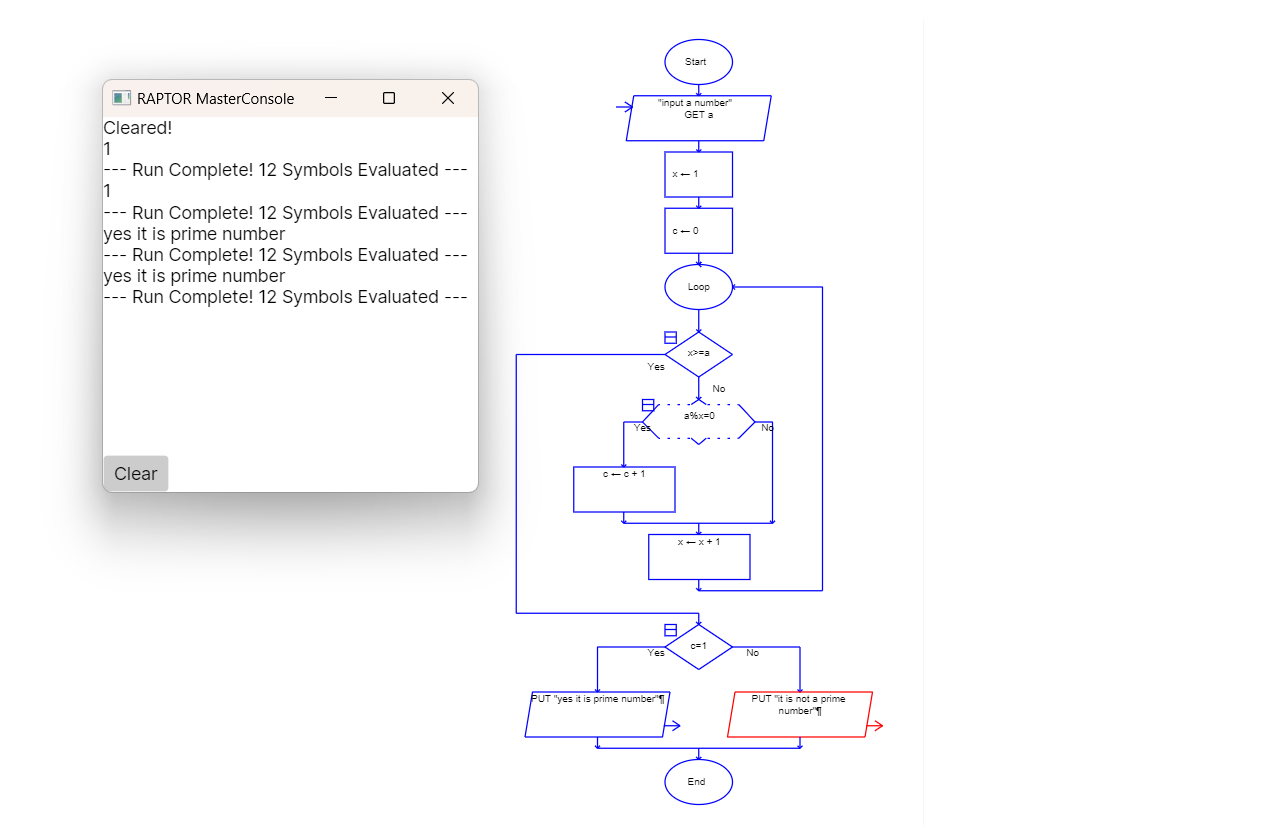 RAPTOR MasterConsole
Cleared!
1
--- Run Complete! 12 Symbols Evaluated ---
1
--- Run Complete! 12 Symbols Evaluated ---
yes it is prime number
--- Run Complete! 12 Symbols Evaluated ---
yes it is prime number
--- Run Complete! 12 Symbols Evaluated ---
Clear
Start
"input a number"
GET a
x ← 1
c ← 0
Loop
x>=a
Yes
No
a%x=0
Yes
No
c ← c + 1
x ← x + 1
c=1
Yes
No
PUT "yes it is prime number"¶
PUT "it is not a prime
number"¶
End